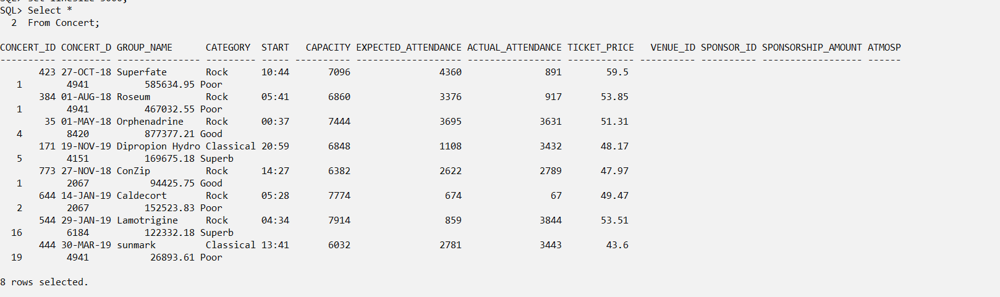 SQL> set linesize 3000;
SQL> Select *
  2  From Concert;

CONCERT_ID CONCERT_D GROUP_NAME      CATEGORY  START   CAPACITY EXPECTED_ATTENDANCE ACTUAL_ATTENDANCE TICKET_PRICE   VENUE_ID SPONSOR_ID SPONSORSHIP_AMOUNT ATMOSP
---------- --------- --------------- --------- ----- ---------- ------------------- ----------------- ------------ ---------- ---------- ------------------ ------
       423 27-OCT-18 Superfate       Rock      10:44       7096                4360               891         59.5
   1        4941          585634.95 Poor
       384 01-AUG-18 Roseum          Rock      05:41       6860                3376               917        53.85
   1        4941          467032.55 Poor
        35 01-MAY-18 Orphenadrine    Rock      00:37       7444                3695              3631        51.31
   4        8420          877377.21 Good
       171 19-NOV-19 Dipropion Hydro Classical 20:59       6848                1108              3432        48.17
   5        4151          169675.18 Superb
       773 27-NOV-18 ConZip          Rock      14:27       6382                2622              2789        47.97
   1        2067           94425.75 Good
       644 14-JAN-19 Caldecort       Rock      05:28       7774                 674                67        49.47
   2        2067          152523.83 Poor
       544 29-JAN-19 Lamotrigine     Rock      04:34       7914                 859              3844        53.51
  16        6184          122332.18 Superb
       444 30-MAR-19 sunmark         Classical 13:41       6032                2781              3443         43.6
  19        4941           26893.61 Poor

8 rows selected.